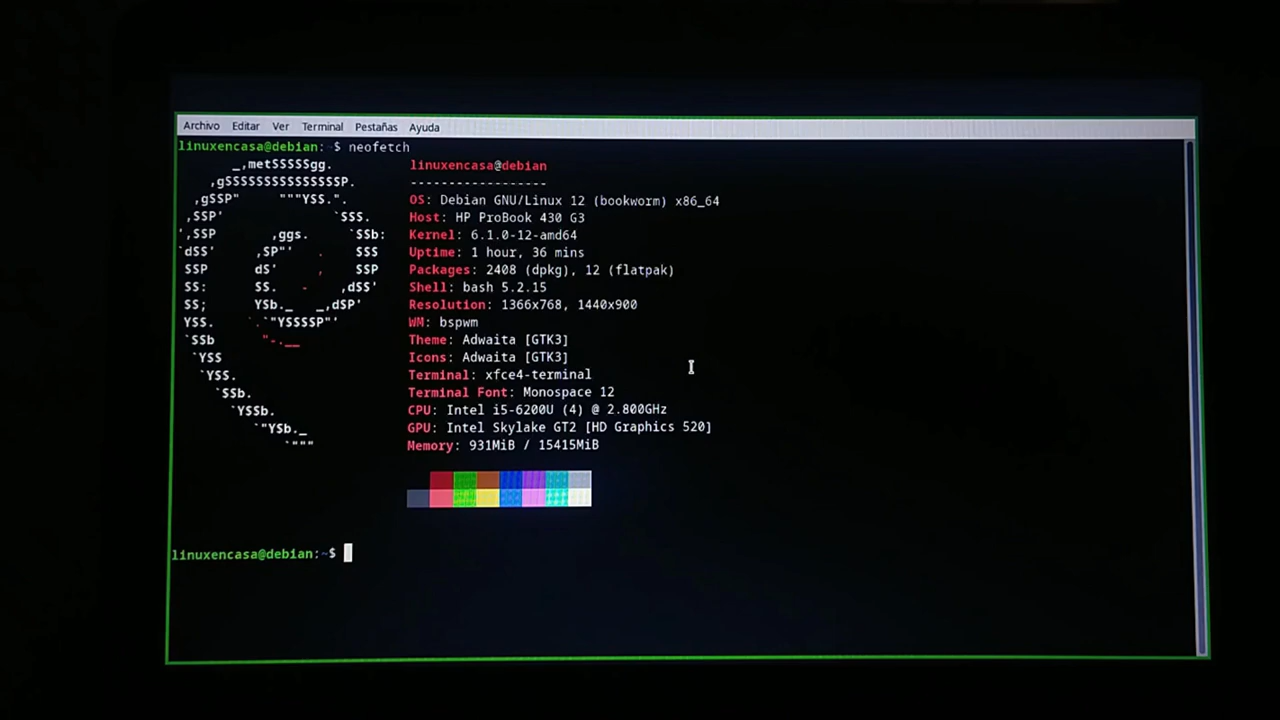 Archivo Editar Ver Terminal Pestañas Ayuda
linuxencasa@debian:~$ neofetch
linuxencasa@debian
------------------
OS: Debian GNU/Linux 12 (bookworm) x86_64
Host: HP ProBook 430 G3
Kernel: 6.1.0-12-amd64
Uptime: 1 hour, 36 mins
Packages: 2408 (dpkg), 12 (flatpak)
Shell: bash 5.2.15
Resolution: 1366x768, 1440x900
WM: bspwm
Theme: Adwaita [GTK3]
Icons: Adwaita [GTK3]
Terminal: xfce4-terminal
Terminal Font: Monospace 12
CPU: Intel i5-6200U (4) @ 2.800GHz
GPU: Intel Skylake GT2 [HD Graphics 520]
Memory: 931MiB / 15415MiB
linuxencasa@debian:~$